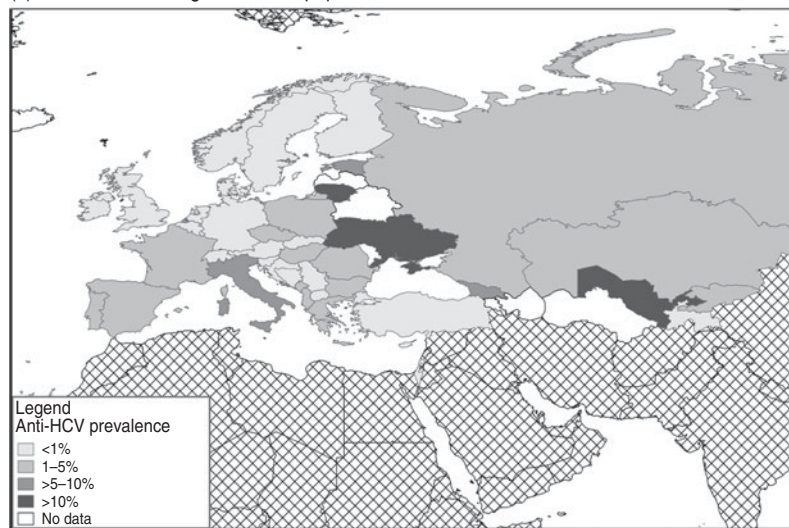 Legend
Anti-HCV prevalence
<1%
1–5%
>5–10%
>10%
No data